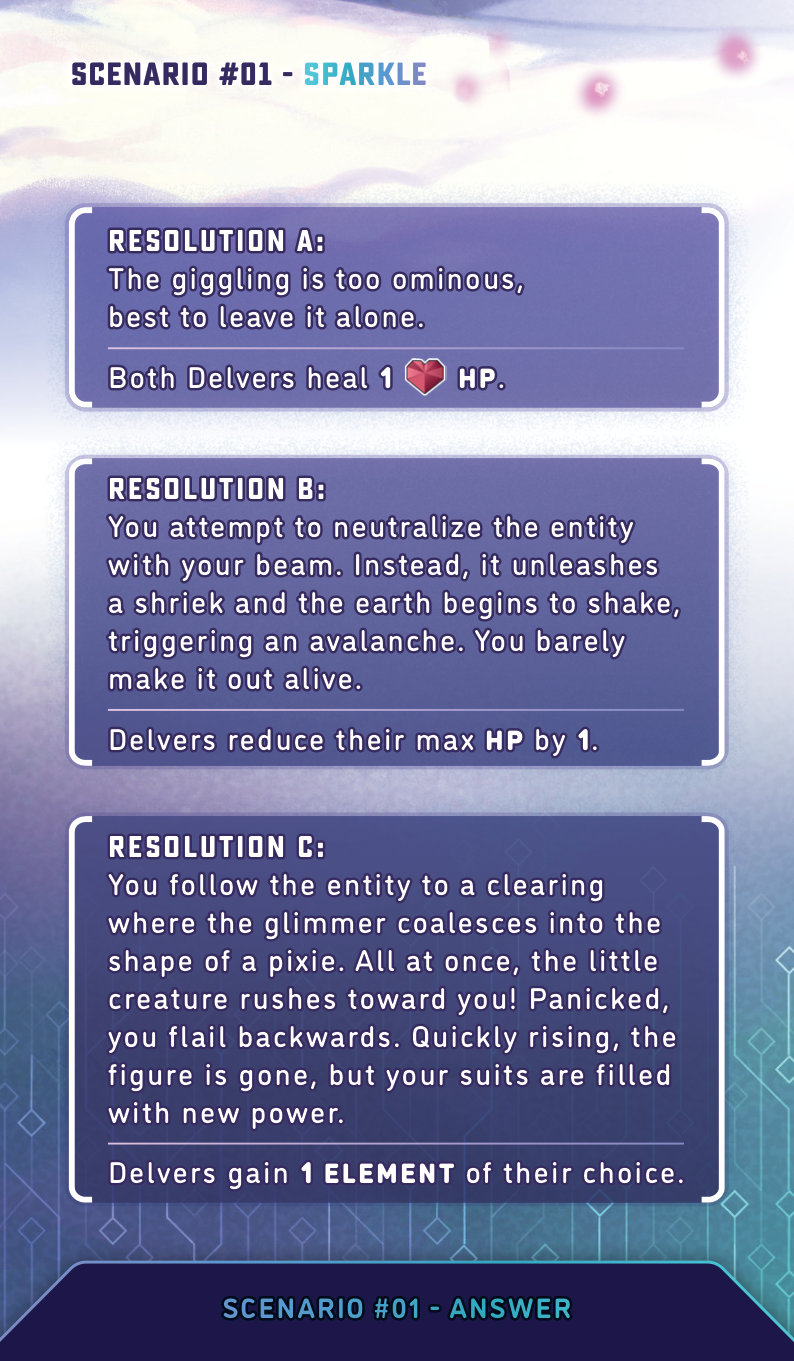 SCENARIO #01 - SPARKLE
RESOLUTION A:
The giggling is too ominous,
best to leave it alone.
Both Delvers heal 1 HP.
RESOLUTION B:
You attempt to neutralize the entity
with your beam. Instead, it unleashes
a shriek and the earth begins to shake,
triggering an avalanche. You barely
make it out alive.
Delvers reduce their max HP by 1.
RESOLUTION C:
You follow the entity to a clearing
where the glimmer coalesces into the
shape of a pixie. All at once, the little
creature rushes toward you! Panicked,
you flail backwards. Quickly rising, the
figure is gone, but your suits are filled
with new power.
Delvers gain 1 ELEMENT of their choice.
SCENARIO #01 - ANSWER